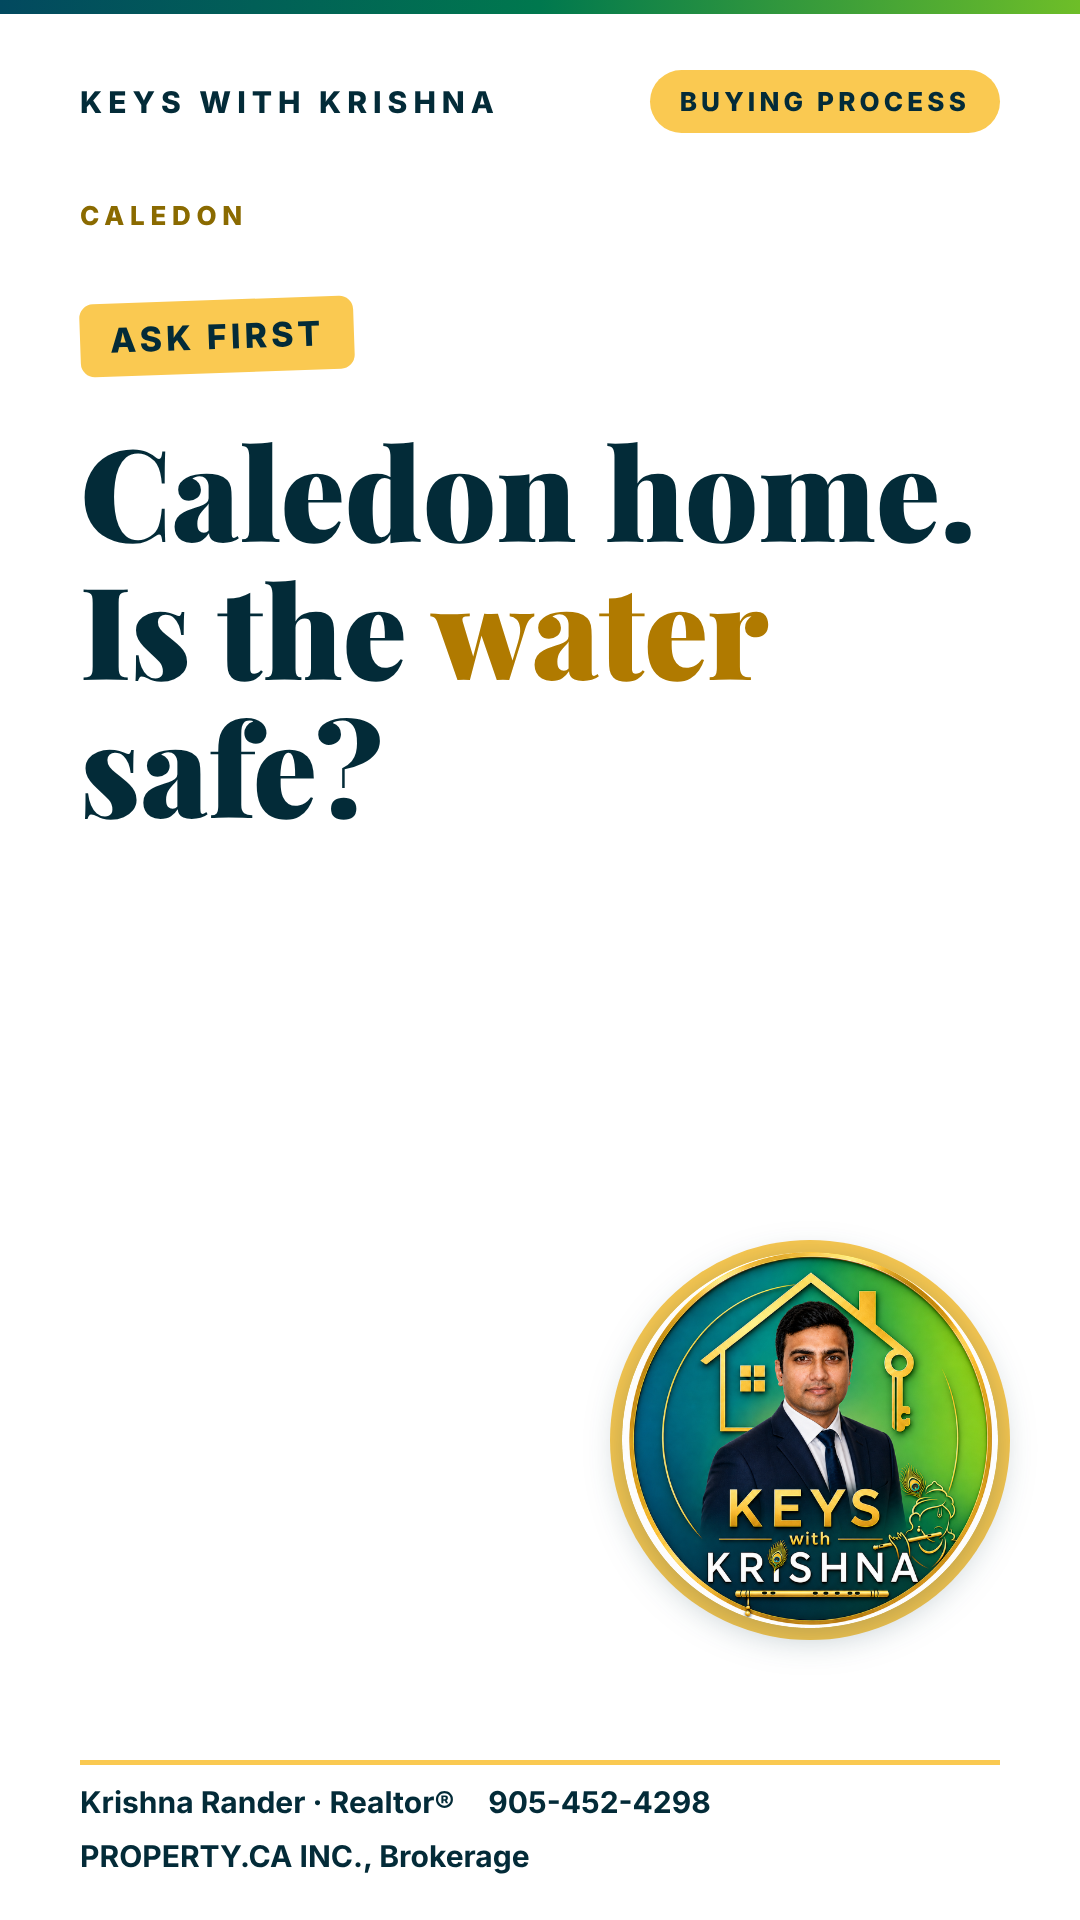 KEYS WITH KRISHNA
BUYING PROCESS
CALEDON
ASK FIRST
Caledon home.
Is the water
safe?
KEYS
with
KRISHNA
Krishna Rander · Realtor® 905-452-4298
PROPERTY.CA INC., Brokerage